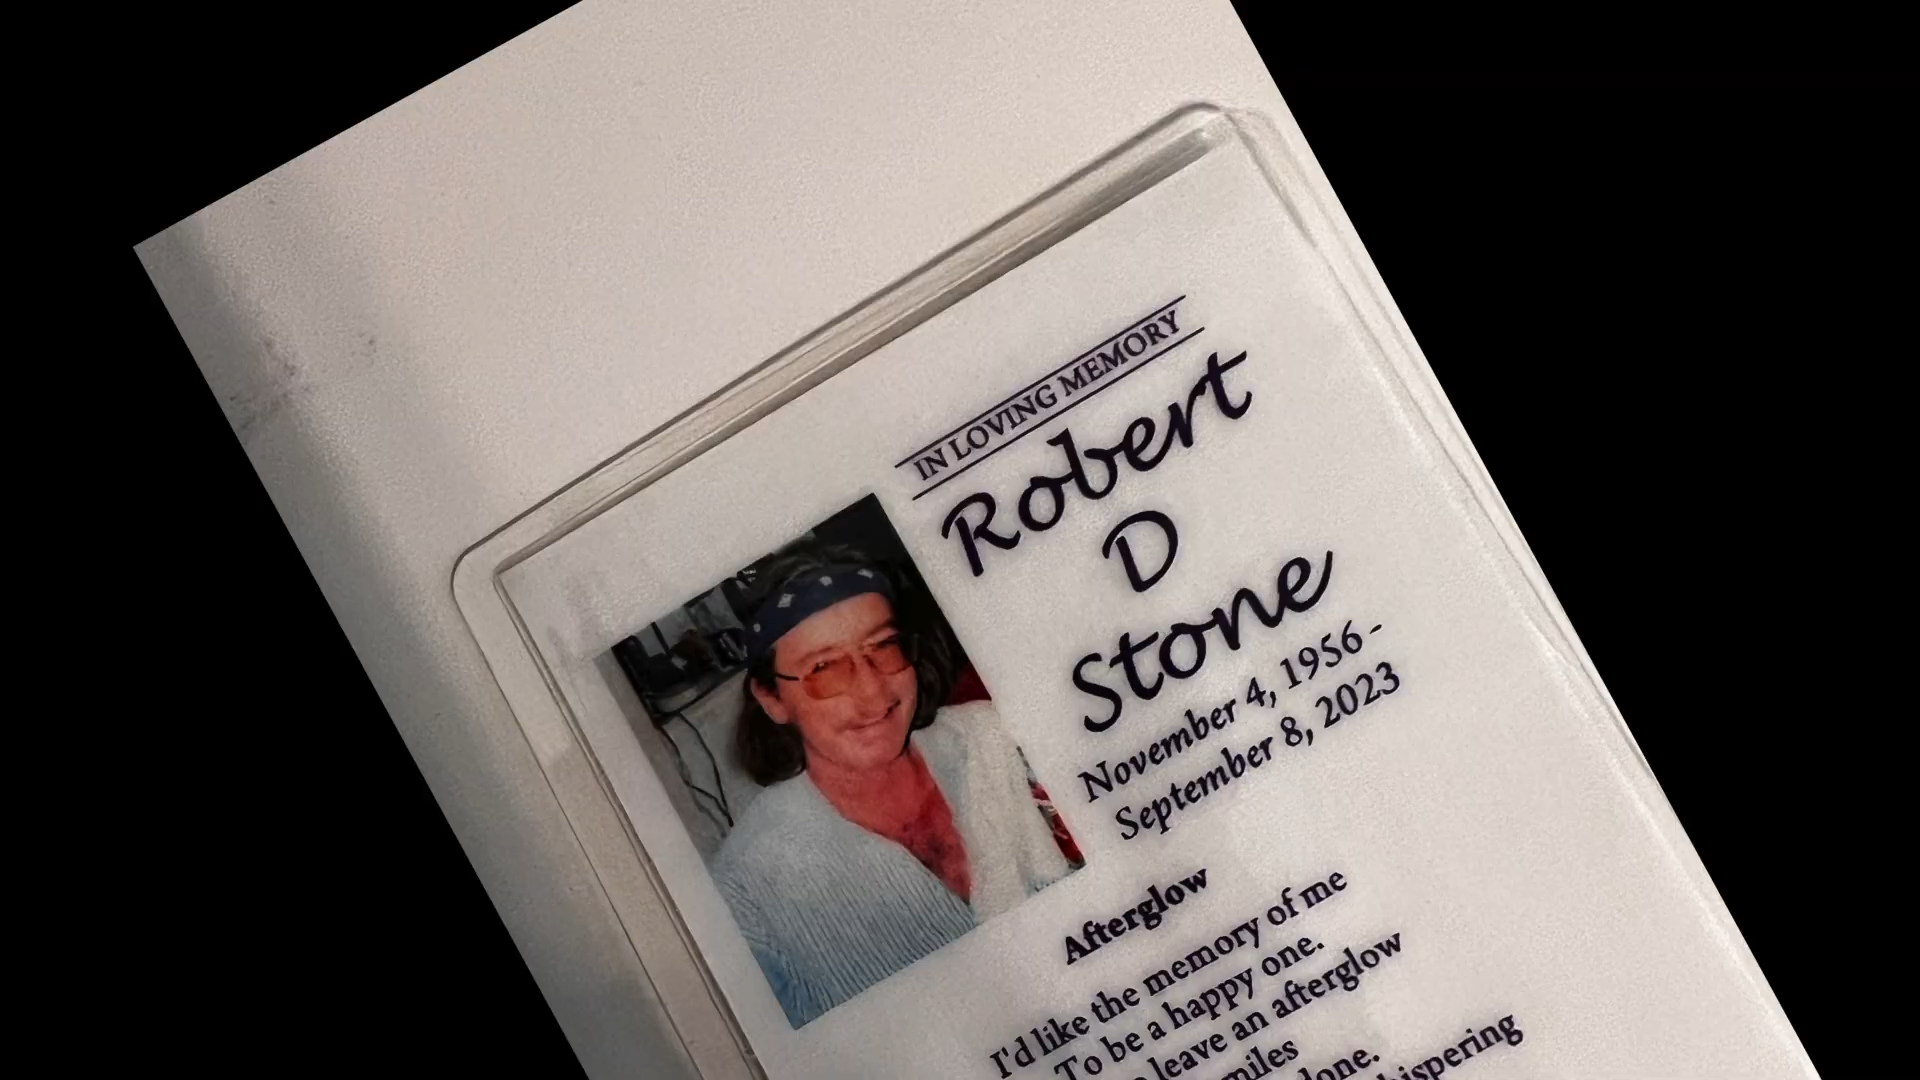 IN LOVING MEMORY
Robert
D
Stone
November 4, 1956 -
September 8, 2023
Afterglow
I'd like the memory of me
To be a happy one.
leave an afterglow
miles
done.
hispering